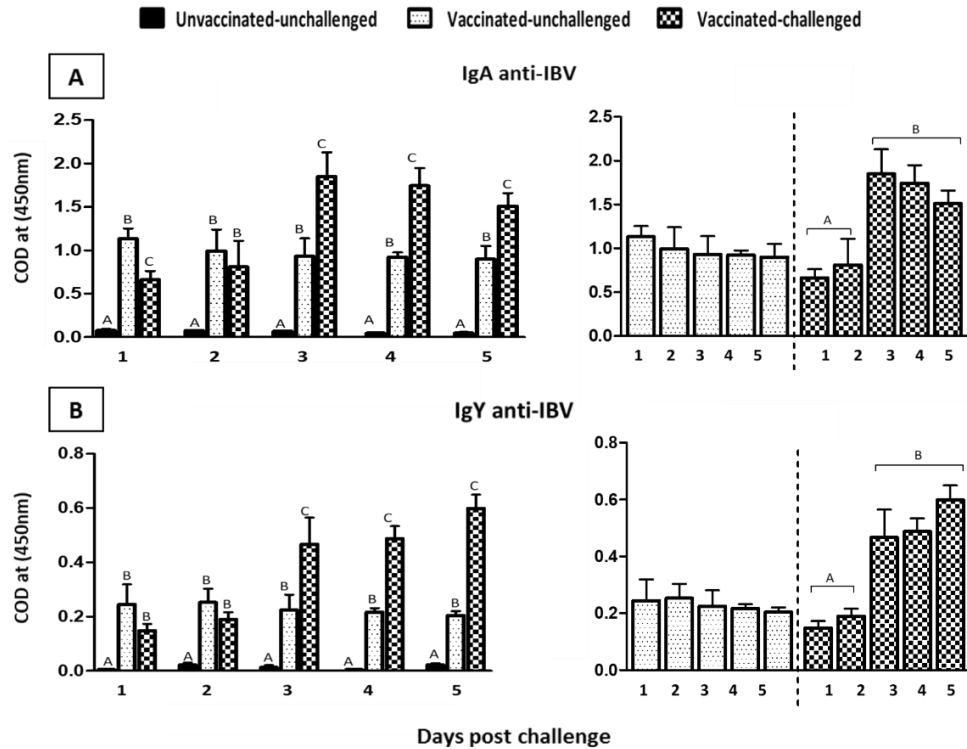 Unvaccinated-unchallenged Vaccinated-unchallenged Vaccinated-challenged
A
IgA anti-IBV
COD at (450nm)
2.5
2.0
1.5
1.0
0.5
0.0
A B C A B B A B C A B C A B C
1 2 3 4 5
2.5
2.0
1.5
1.0
0.5
0.0
A B
1 2 3 4 5 1 2 3 4 5
B
IgY anti-IBV
COD at (450nm)
0.8
0.6
0.4
0.2
0.0
A B B A B B A B C A B C A B C
1 2 3 4 5
0.8
0.6
0.4
0.2
0.0
A B
1 2 3 4 5 1 2 3 4 5
Days post challenge